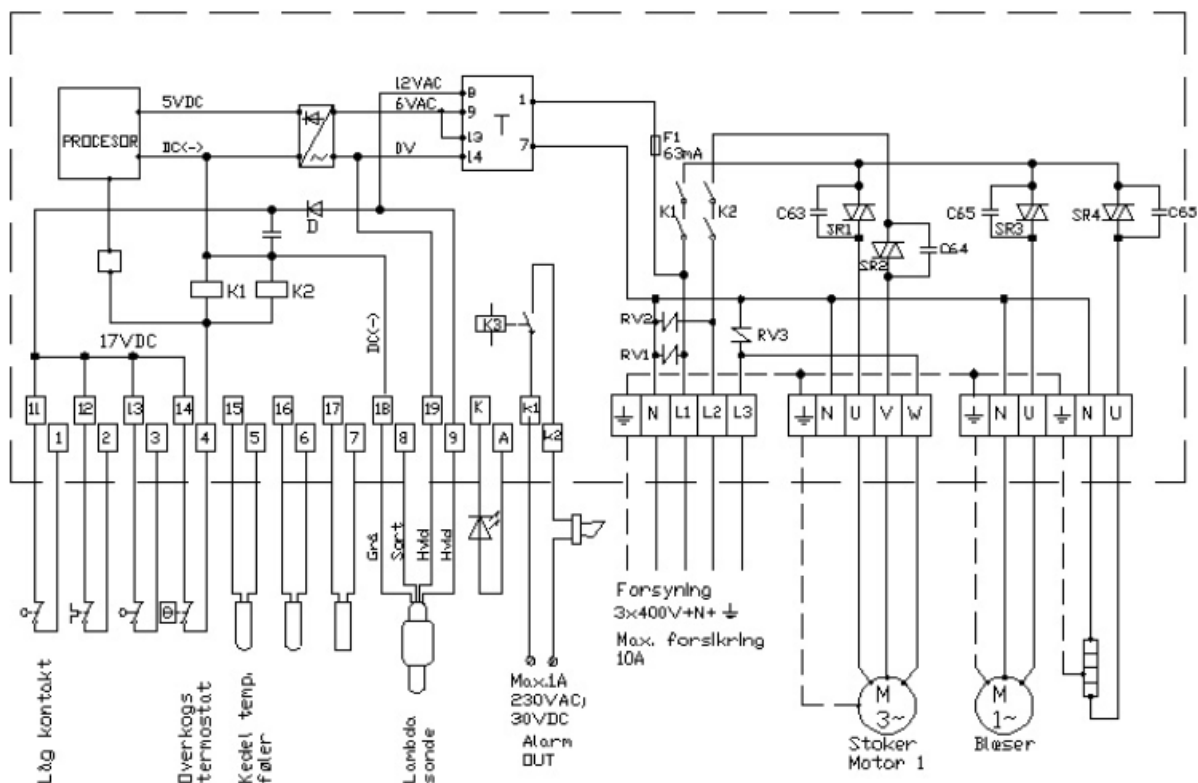 12VAC
5VDC
8
6VAC
9
1
T
PROCESOR
13
DC(-)
0V
14
7
F1
63mA
K1
K2
C63
SR1
SR2
C64
C65
SR3
SR4
C65
D
K1
K2
K3
DC(-)
RV2
RV1
RV3
17VDC
11
12
13
14
15
16
17
18
19
K
k1
1
2
3
4
5
6
7
8
9
A
k2
N
L1
L2
L3
N
U
V
W
N
U
N
U
Grå
Sort
Hvid
Hvid
Θ
Forsyning
3x400V+N+
Max. forsikring
10A
Max.1A
230VAC;
30VDC
Alarm
OUT
M
3~
Stoker
Motor 1
M
1~
Blæser
Låg kontakt
Overkogs
termostat
Kedel temp.
føler
Lambda
sonde